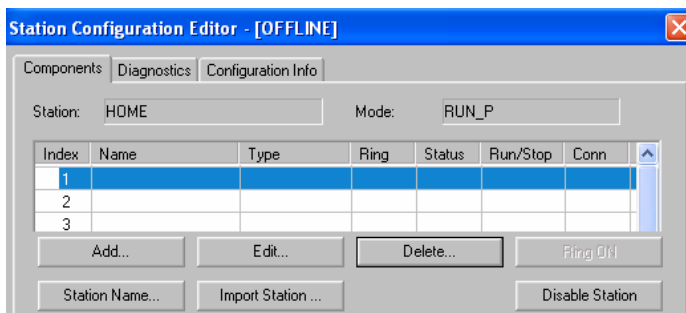 Station Configuration Editor - [OFFLINE]
Components Diagnostics Configuration Info
Station: HOME Mode: RUN_P
Index Name Type Ring Status Run/Stop Conn
1
2
3
Add... Edit... Delete... Ring ON
Station Name... Import Station ... Disable Station